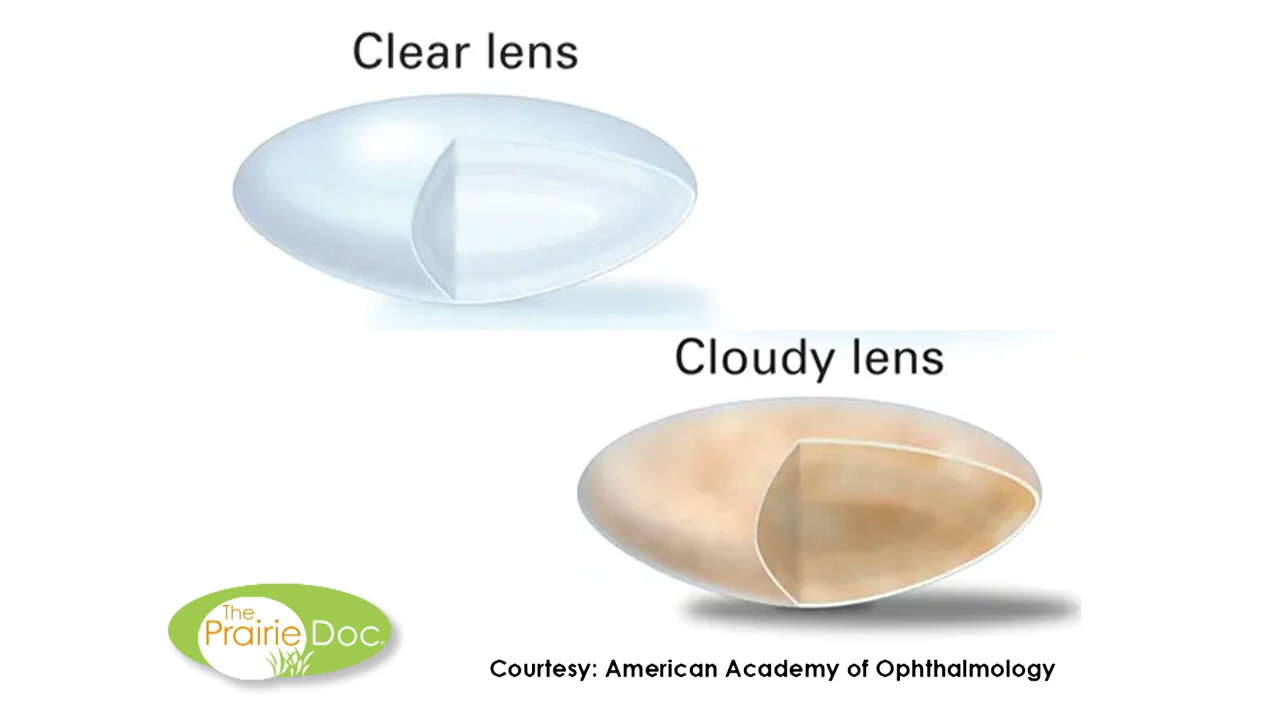 Clear lens
Cloudy lens
The
Prairie Doc
Courtesy: American Academy of Ophthalmology